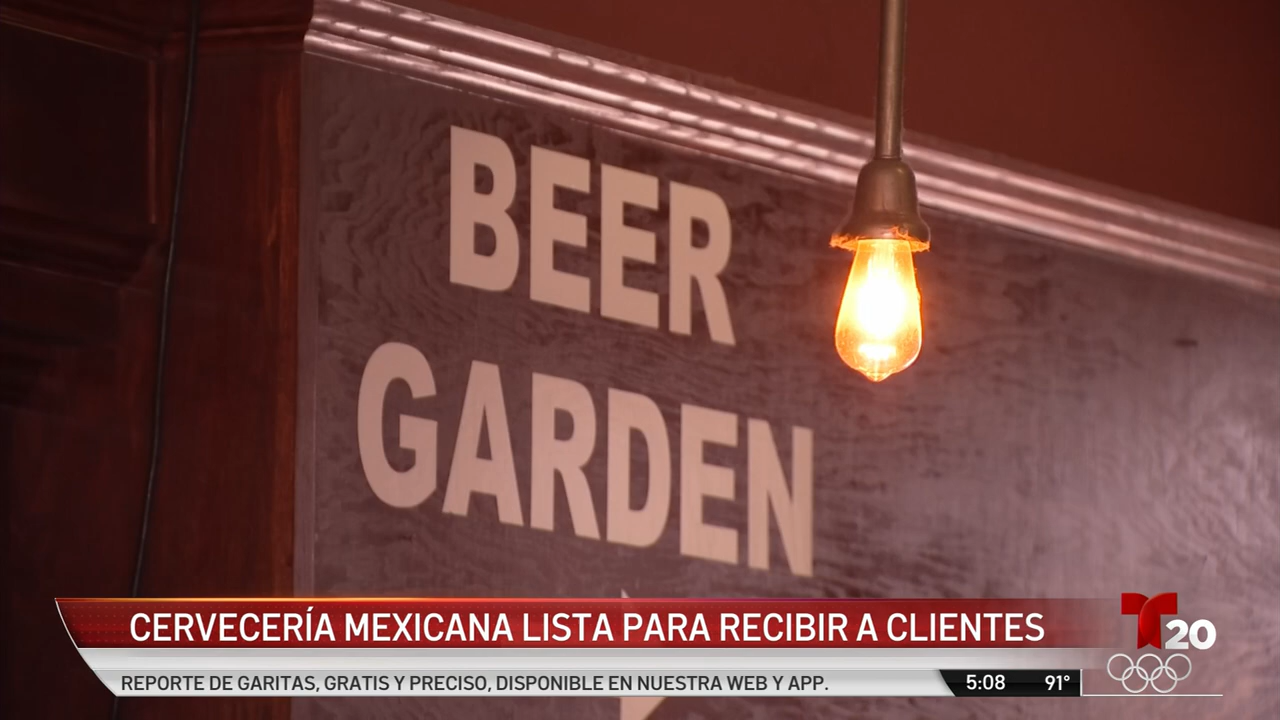 BEER
GARDEN
CERVECERÍA MEXICANA LISTA PARA RECIBIR A CLIENTES
20
REPORTE DE GARITAS, GRATIS Y PRECISO, DISPONIBLE EN NUESTRA WEB Y APP.
5:08 91°